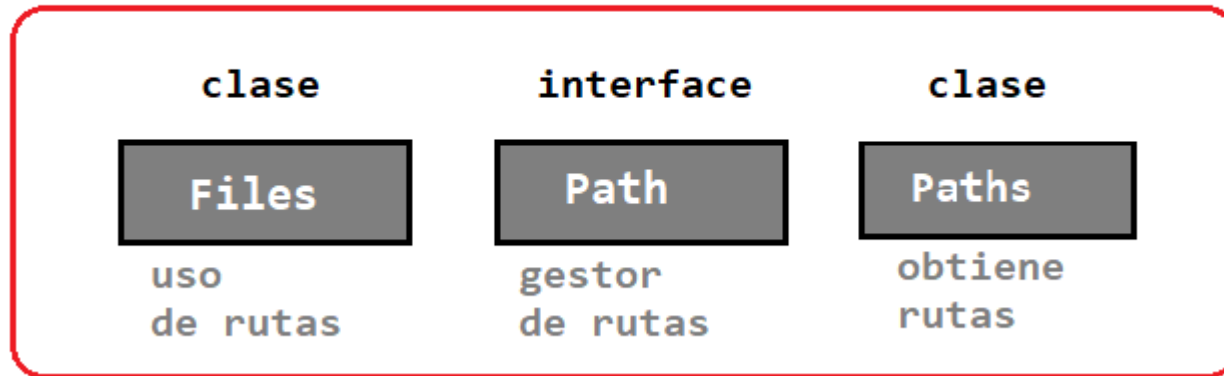 clase interface clase
Files Path Paths
uso gestor obtiene
de rutas de rutas rutas